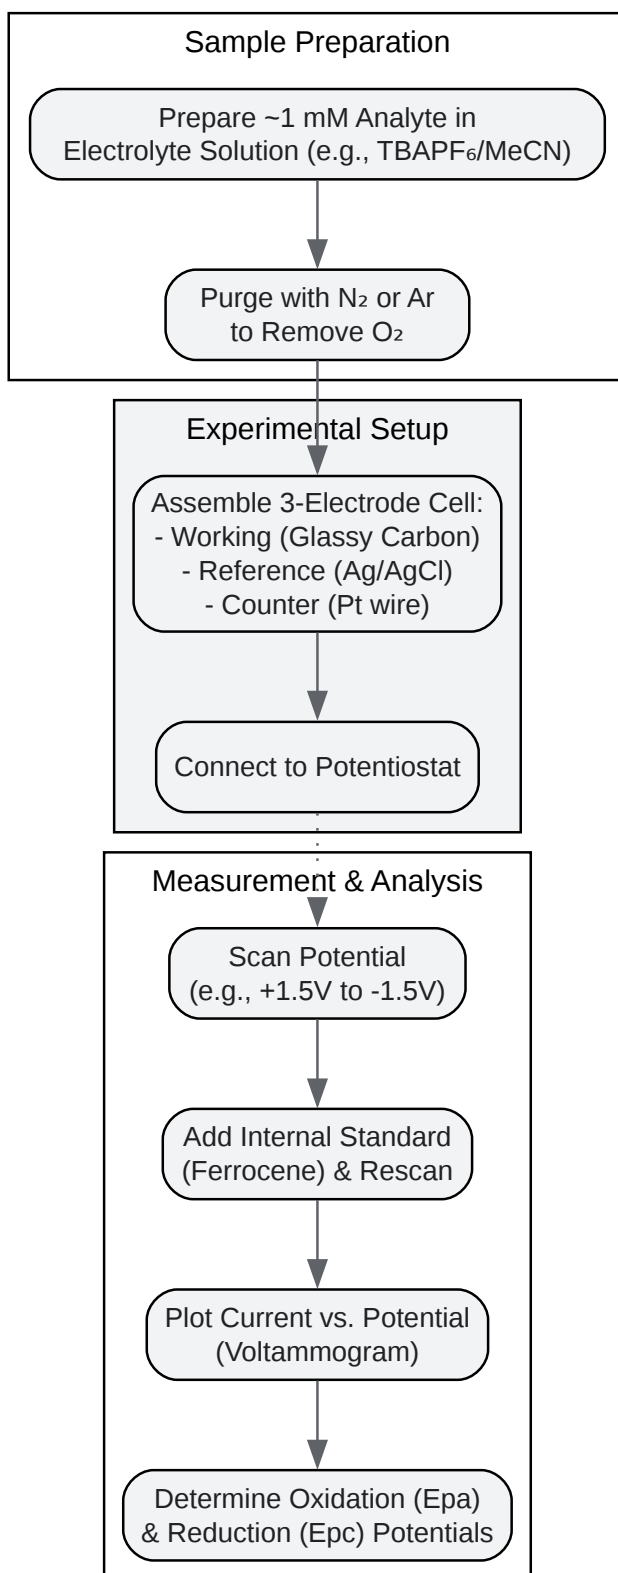 Sample Preparation
Prepare ~1 mM Analyte in
Electrolyte Solution (e.g., TBAPF₆/MeCN)
Purge with N₂ or Ar
to Remove O₂
Experimental Setup
Assemble 3-Electrode Cell:
- Working (Glassy Carbon)
- Reference (Ag/AgCl)
- Counter (Pt wire)
Connect to Potentiostat
Measurement & Analysis
Scan Potential
(e.g., +1.5V to -1.5V)
Add Internal Standard
(Ferrocene) & Rescan
Plot Current vs. Potential
(Voltammogram)
Determine Oxidation (Epa)
& Reduction (Epc) Potentials